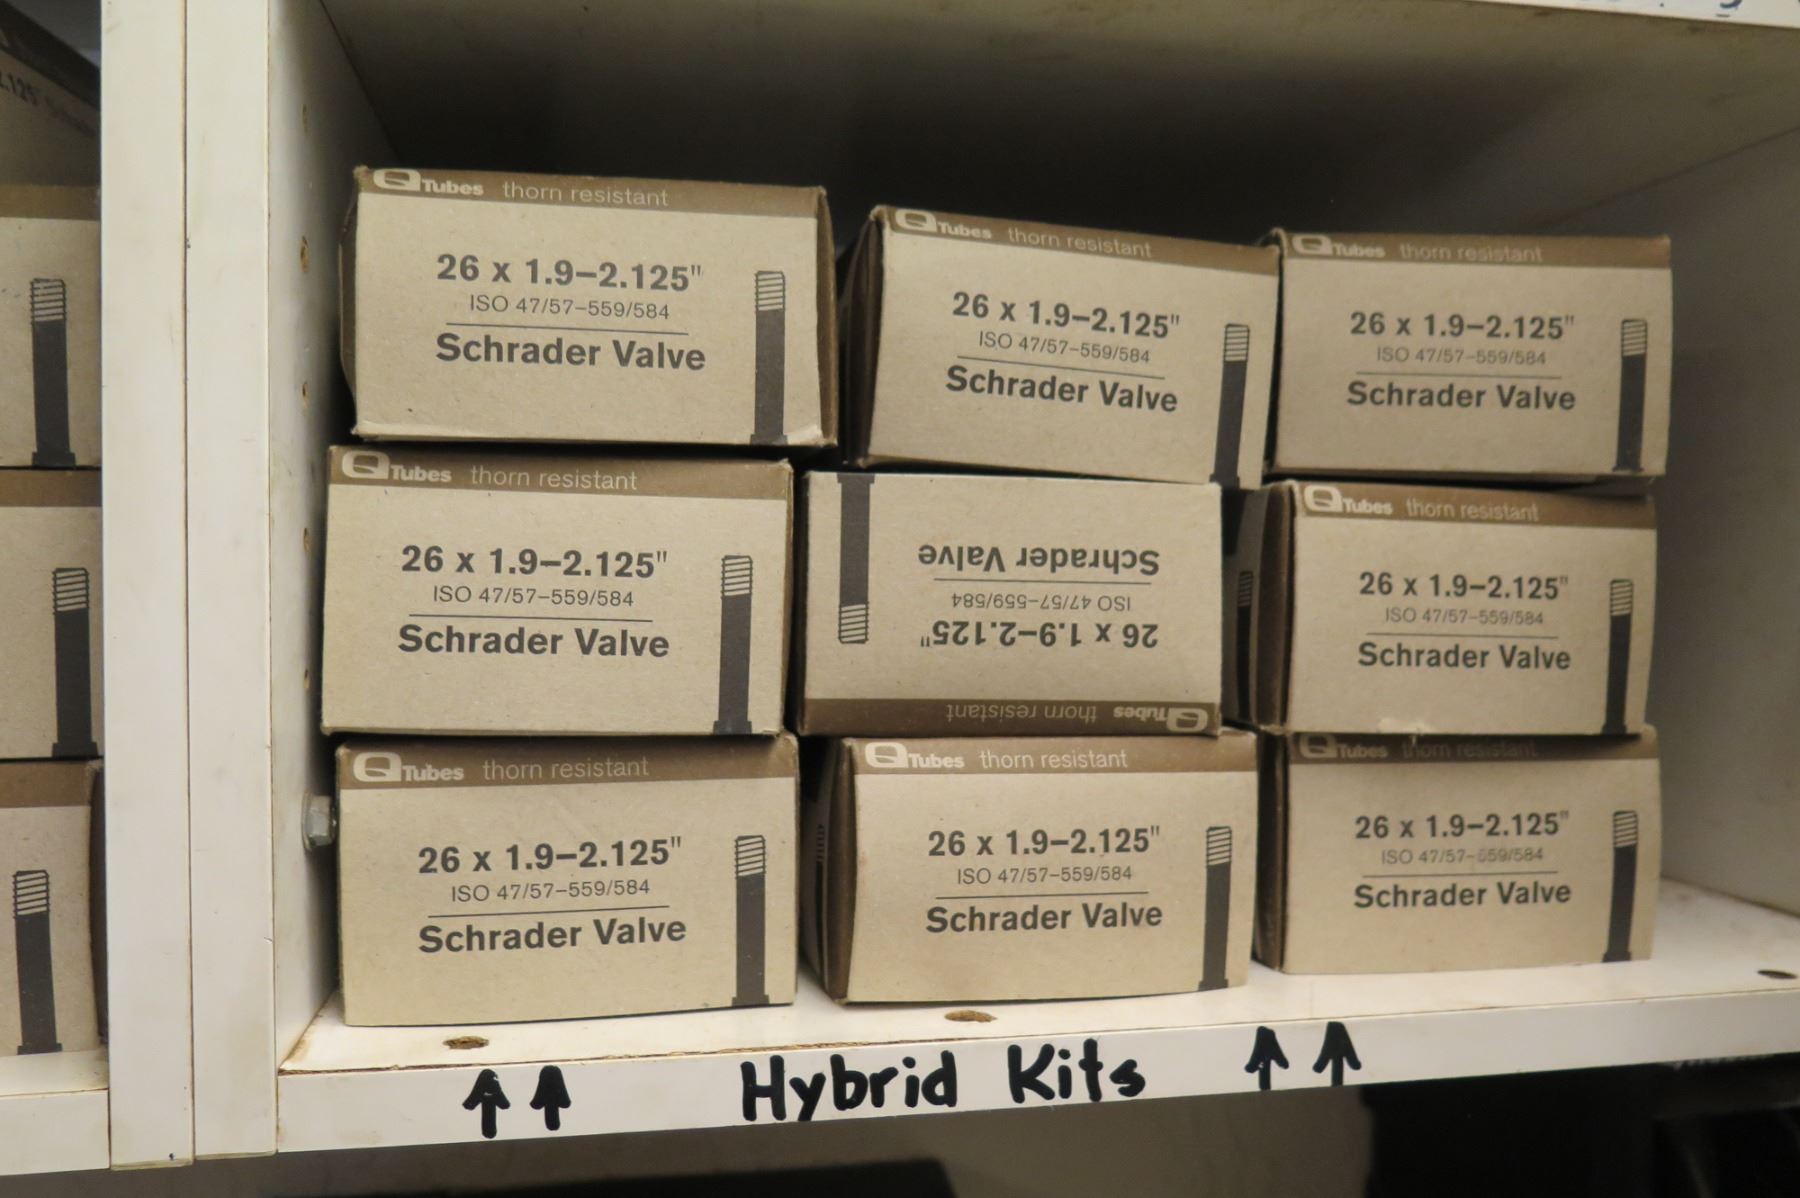 Q Tubes thorn resistant
26 x 1.9–2.125"
ISO 47/57–559/584
Schrader Valve
Q Tubes thorn resistant
26 x 1.9–2.125"
ISO 47/57–559/584
Schrader Valve
Q Tubes thorn resistant
26 x 1.9–2.125"
ISO 47/57–559/584
Schrader Valve
Q Tubes thorn resistant
26 x 1.9–2.125"
ISO 47/57–559/584
Schrader Valve
Q Tubes thorn resistant
26 x 1.9–2.125"
ISO 47/57–559/584
Schrader Valve
Q Tubes thorn resistant
26 x 1.9–2.125"
ISO 47/57–559/584
Schrader Valve
Q Tubes thorn resistant
26 x 1.9–2.125"
ISO 47/57–559/584
Schrader Valve
Q Tubes thorn resistant
26 x 1.9–2.125"
ISO 47/57–559/584
Schrader Valve
Q Tubes thorn resistant
26 x 1.9–2.125"
ISO 47/57–559/584
Schrader Valve
↑ ↑ Hybrid Kits ↑ ↑